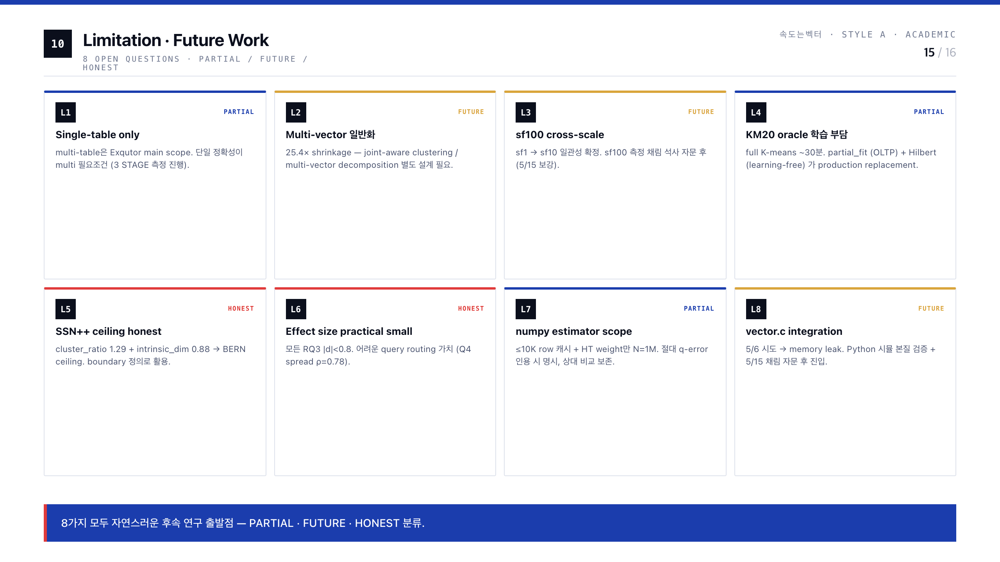 10
Limitation · Future Work
8 OPEN QUESTIONS · PARTIAL / FUTURE /
HONEST
속도는벡터 · STYLE A · ACADEMIC
15 / 16
L1
PARTIAL
Single-table only
multi-table은 Exqutor main scope. 단일 정확성이
multi 필요조건 (3 STAGE 측정 진행).
L2
FUTURE
Multi-vector 일반화
25.4× shrinkage — joint-aware clustering /
multi-vector decomposition 별도 설계 필요.
L3
FUTURE
sf100 cross-scale
sf1 → sf10 일관성 확정. sf100 측정 채림 석사 자문 후
(5/15 보강).
L4
PARTIAL
KM20 oracle 학습 부담
full K-means ~30분. partial_fit (OLTP) + Hilbert
(learning-free) 가 production replacement.
L5
HONEST
SSN++ ceiling honest
cluster_ratio 1.29 + intrinsic_dim 0.88 → BERN
ceiling. boundary 정의로 활용.
L6
HONEST
Effect size practical small
모든 RQ3 |d|<0.8. 어려운 query routing 가치 (Q4
spread ρ=0.78).
L7
PARTIAL
numpy estimator scope
≤10K row 캐시 + HT weight만 N=1M. 절대 q-error
인용 시 명시, 상대 비교 보존.
L8
FUTURE
vector.c integration
5/6 시도 → memory leak. Python 시뮬 본질 검증 +
5/15 채림 자문 후 진입.
8가지 모두 자연스러운 후속 연구 출발점 — PARTIAL · FUTURE · HONEST 분류.